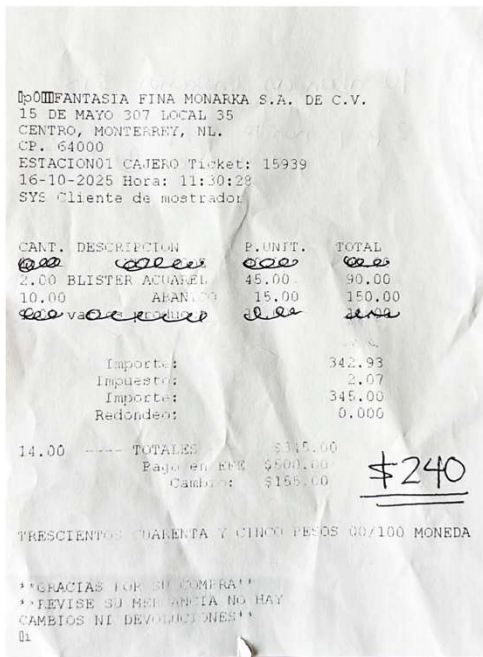 FANTASIA FINA MONARKA S.A. DE C.V.
15 DE MAYO 307 LOCAL 35
CENTRO, MONTERREY, NL.
CP. 64000
ESTACION01 CAJERO Ticket: 15939
16-10-2025 Hora: 11:30:28
SYS Cliente de mostrador
CANT. DESCRIPCION P.UNIT. TOTAL
2.00 BLISTER ACUAREL 45.00 90.00
10.00 ABANICO 15.00 150.00
Importe: 342.93
Impuesto: 2.07
Importe: 345.00
Redondeo: 0.000
14.00 ---- TOTALES $345.00
Pago en EFE $500.00
Cambio: $155.00
$240
TRESCIENTOS CUARENTA Y CINCO PESOS 00/100 MONEDA
**GRACIAS POR SU COMPRA**
**REVISE SU MERCANCIA NO HAY
CAMBIOS NI DEVOLUCIONES**